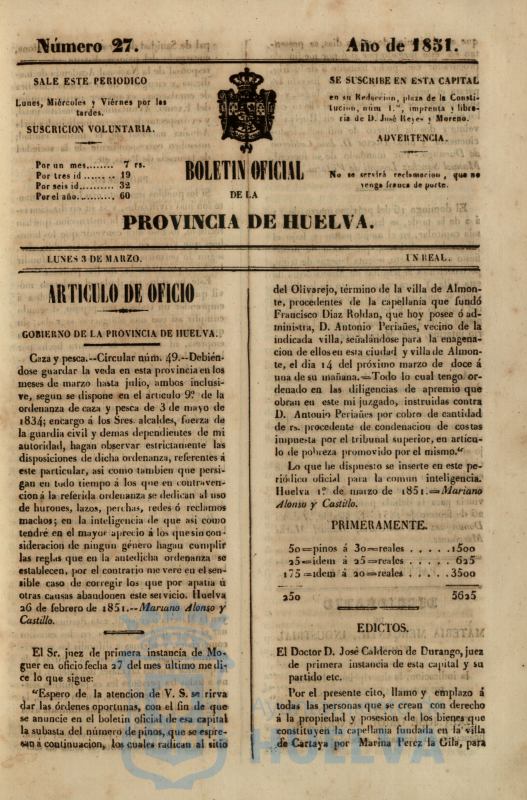 Número 27.
Año de 1851.
SALE ESTE PERIODICO
Lunes, Miércoles y Viérnes por las
tardes.
SUSCRICION VOLUNTARIA.
Por un mes........ 7 rs.
Por tres id....... 19
Por seis id.......... 32
Por el año.......... 60
BOLETIN OFICIAL
DE LA
PROVINCIA DE HUELVA.
SE SUSCRIBE EN ESTA CAPITAL
en su Redaccion, plaza de la Consti-
tucion, núm 1.º, imprenta y libre-
ria de D. José Reyes y Moreno.
ADVERTENCIA.
No se servirá reclamacion, que no
venga franca de porte.
LUNES 3 DE MARZO.
UN REAL.
ARTICULO DE OFICIO
GOBIERNO DE LA PROVINCIA DE HUELVA.
Caza y pesca.--Circular núm. 49.--Debién-
dose guardar la veda en esta provincia en los
meses de marzo hasta julio, ambos inclusi-
ve, segun se dispone en el articulo 9.º de la
ordenanza de caza y pesca de 3 de mayo de
1834; encargo á los Sres. alcaldes, fuerza de
la guardia civil y demas dependientes de mi
autoridad, hagan observar estrictamente las
disposiciones de dicha ordenanza, referentes á
este particular, asi como tambien que persi-
gan en todo tiempo á los que en contraven-
cion á la referida ordenanza se dedican al uso
de hurones, lazos, perchas, redes ó reclamos
machos; en la inteligencia de que asi como
tendré en el mayor aprecio á los que sin con-
sideracion de ningun género hagan cumplir
las reglas que en la antedicha ordenanza se
establecen, por el contrario me veré en el sen-
sible caso de corregir los que por apatia ú
otras causas abandonen este servicio. Huelva
26 de febrero de 1851.--Mariano Alonso y
Castillo.
El Sr. juez de primera instancia de Mo-
guer en oficio fecha 27 del mes último me di-
ce lo que sigue:
"Espero de la atencion de V. S. se sirva
dar las órdenes oportunas, con el fin de que
se anuncie en el boletin oficial de esa capital
la subasta del número de pinos, que se espre-
san á continuacion, los cuales radican al sitio
del Olivarejo, término de la villa de Almon-
te, procedentes de la capellanía que fundó
Francisco Diaz Roldan, que hoy posee ó ad-
ministra, D. Antonio Periañes, vecino de la
indicada villa, señalándose para la enagena-
cion de ellos en esta ciudad y villa de Almon-
te, el dia 14 del próximo marzo de doce á
una de su mañana.=Todo lo cual tengo or-
denado en las diligencias de apremio que
obran en este mi juzgado, instruidas contra
D. Antonio Periañes por cobro de cantidad
de rs. procedente de condenacion de costas
impuesta por el tribunal superior, en artícu-
lo de pobreza promovido por el mismo."
Lo que he dispuesto se inserte en este pe-
riódico oficial para la comun inteligencia.
Huelva 1.º de marzo de 1851.=Mariano
Alonso y Castillo.
PRIMERAMENTE.
50=pinos á 30=reales . . . . . 1500
25=idem á 25=reales . . . . . 625
175=idem á 20=reales . . . . . 3500
250 5625
EDICTOS.
El Doctor D. José Calderon de Durango, juez
de primera instancia de esta capital y su
partido etc.
Por el presente cito, llamo y emplazo á
todas las personas que se crean con derecho
á la propiedad y posesion de los bienes que
constituyen la capellanía fundada en la villa
de Cartaya por Marina Perez la Gila, para
HUELVA